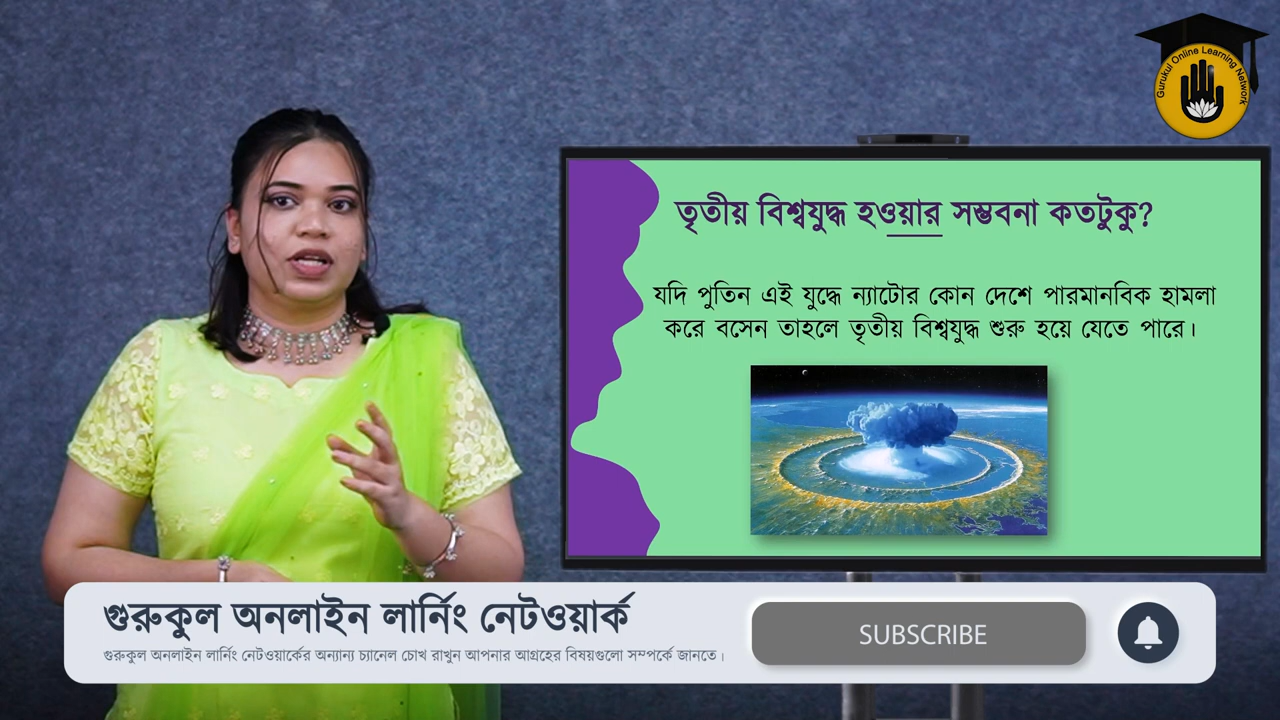 Gurukul Online Learning Network
তৃতীয় বিশ্বযুদ্ধ হওয়ার সম্ভবনা কতটুকু?
যদি পুতিন এই যুদ্ধে ন্যাটোর কোন দেশে পারমানবিক হামলা
করে বসেন তাহলে তৃতীয় বিশ্বযুদ্ধ শুরু হয়ে যেতে পারে।
গুরুকুল অনলাইন লার্নিং নেটওয়ার্ক
গুরুকুল অনলাইন লার্নিং নেটওয়ার্কের অন্যান্য চ্যানেল চোখ রাখুন আপনার আগ্রহের বিষয়গুলো সম্পর্কে জানতে।
SUBSCRIBE